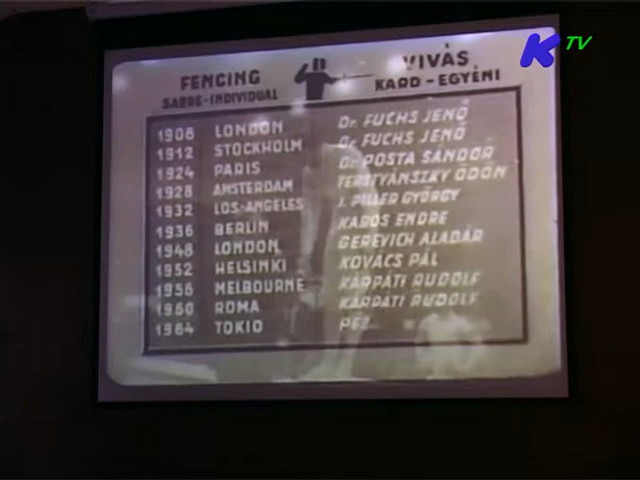 K TV
FENCING
SABRE-INDIVIDUAL
VIVÁS
KARD - EGYÉNI
1908 LONDON Dr. FUCHS JENŐ
1912 STOCKHOLM Dr. FUCHS JENŐ
1924 PARIS Dr. POSTA SÁNDOR
1928 AMSTERDAM TERSTYÁNSZKY ÖDÖN
1932 LOS-ANGELES J. PILLER GYÖRGY
1936 BERLIN KABOS ENDRE
1948 LONDON GEREVICH ALADÁR
1952 HELSINKI KOVÁCS PÁL
1956 MELBOURNE KÁRPÁTI RUDOLF
1960 ROMA KÁRPÁTI RUDOLF
1964 TOKIO